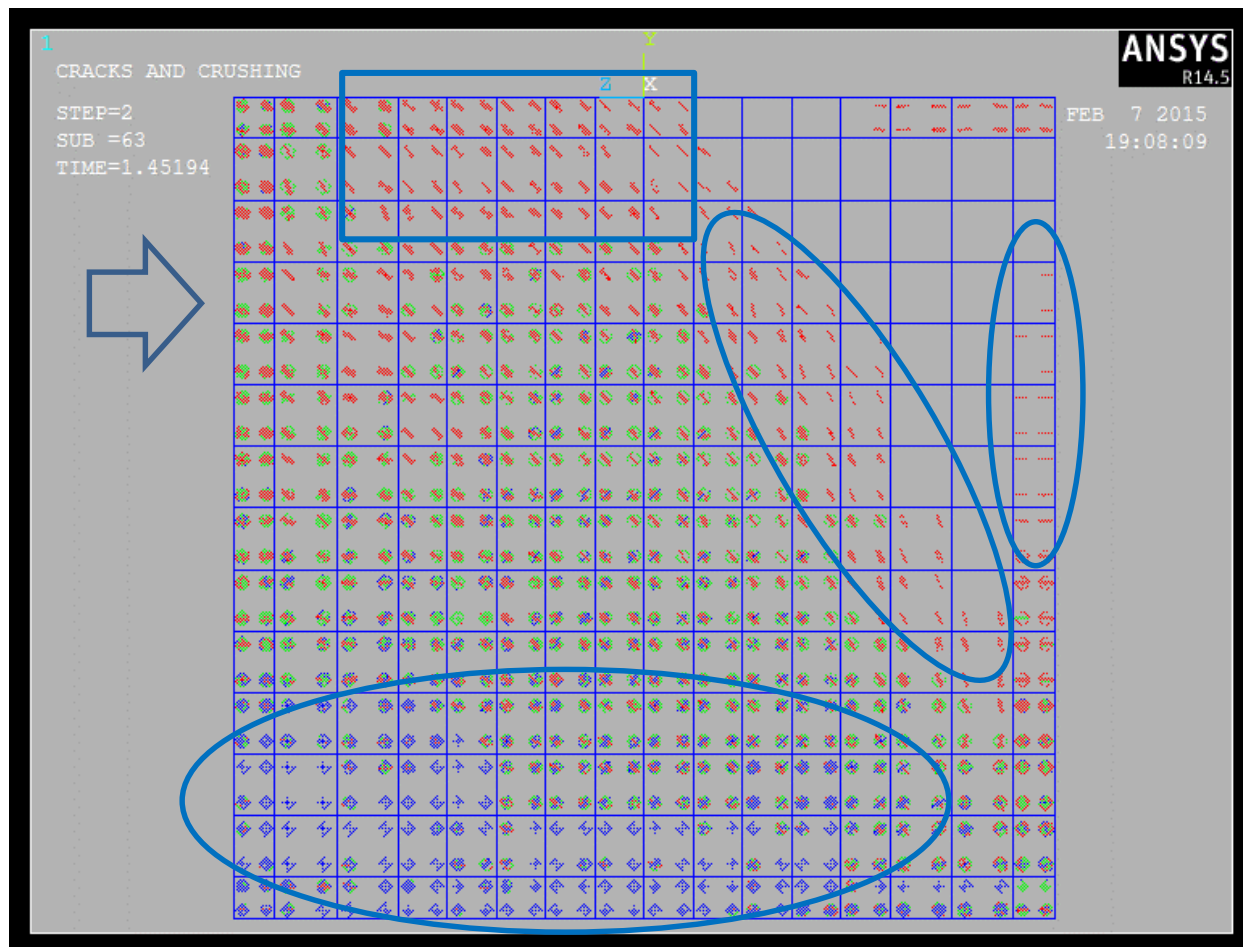 1
CRACKS AND CRUSHING
STEP=2
SUB =63
TIME=1.45194
Y
Z X
ANSYS
R14.5
FEB 7 2015
19:08:09